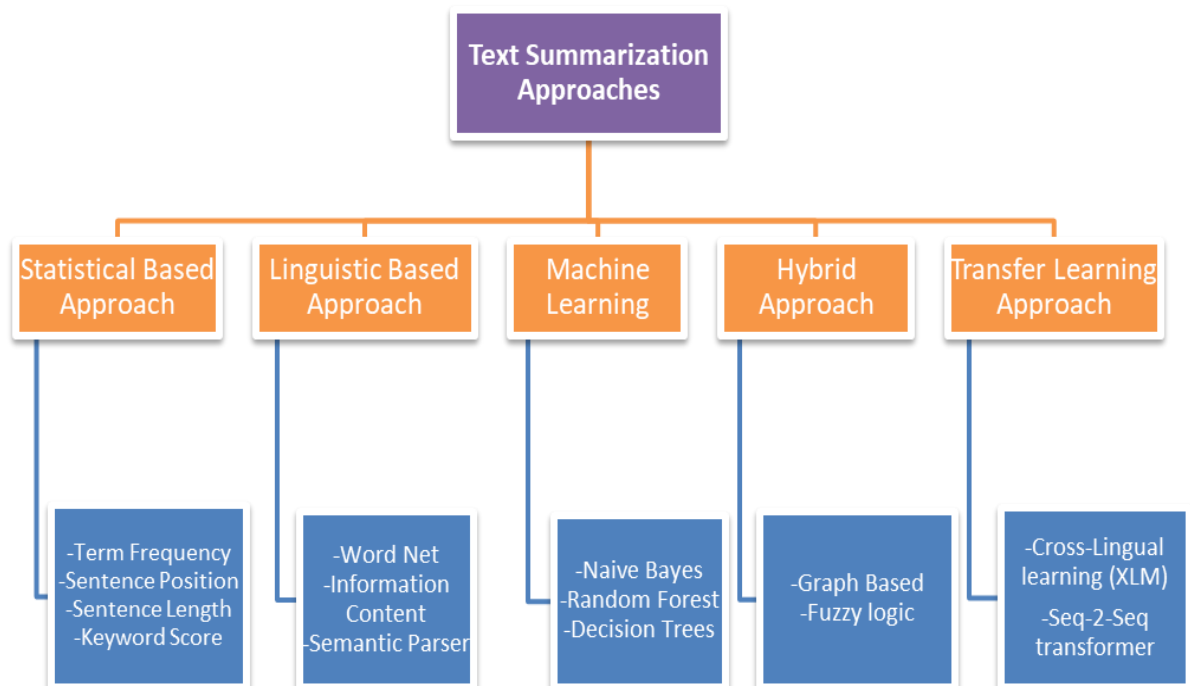 Text Summarization
Approaches
Statistical Based
Approach
Linguistic Based
Approach
Machine
Learning
Hybrid
Approach
Transfer Learning
Approach
-Term Frequency
-Sentence Position
-Sentence Length
-Keyword Score
-Word Net
-Information
Content
-Semantic Parser
-Naive Bayes
-Random Forest
-Decision Trees
-Graph Based
-Fuzzy logic
-Cross-Lingual
learning (XLM)
-Seq-2-Seq
transformer